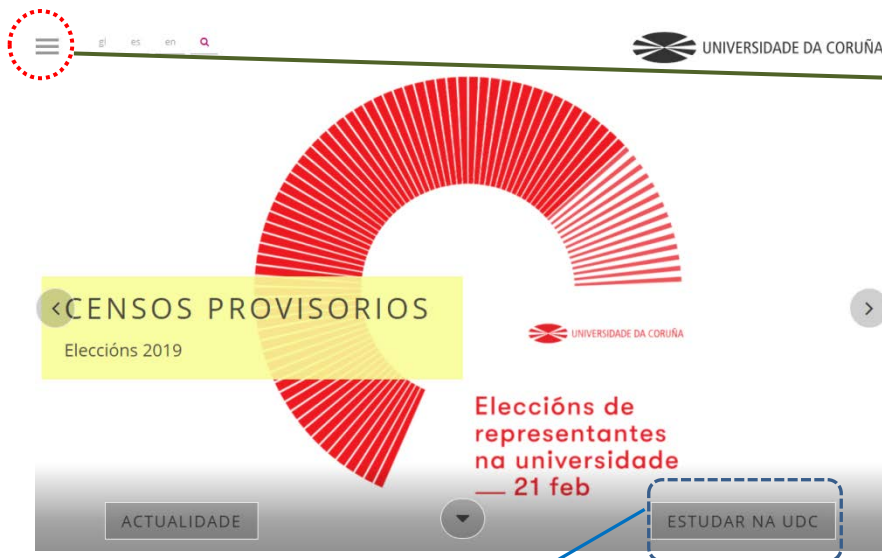 gl es en
UNIVERSIDADE DA CORUÑA
CENSOS PROVISORIOS
Eleccións 2019
UNIVERSIDADE DA CORUÑA
Eleccións de
representantes
na universidade
— 21 feb
ACTUALIDADE
ESTUDAR NA UDC